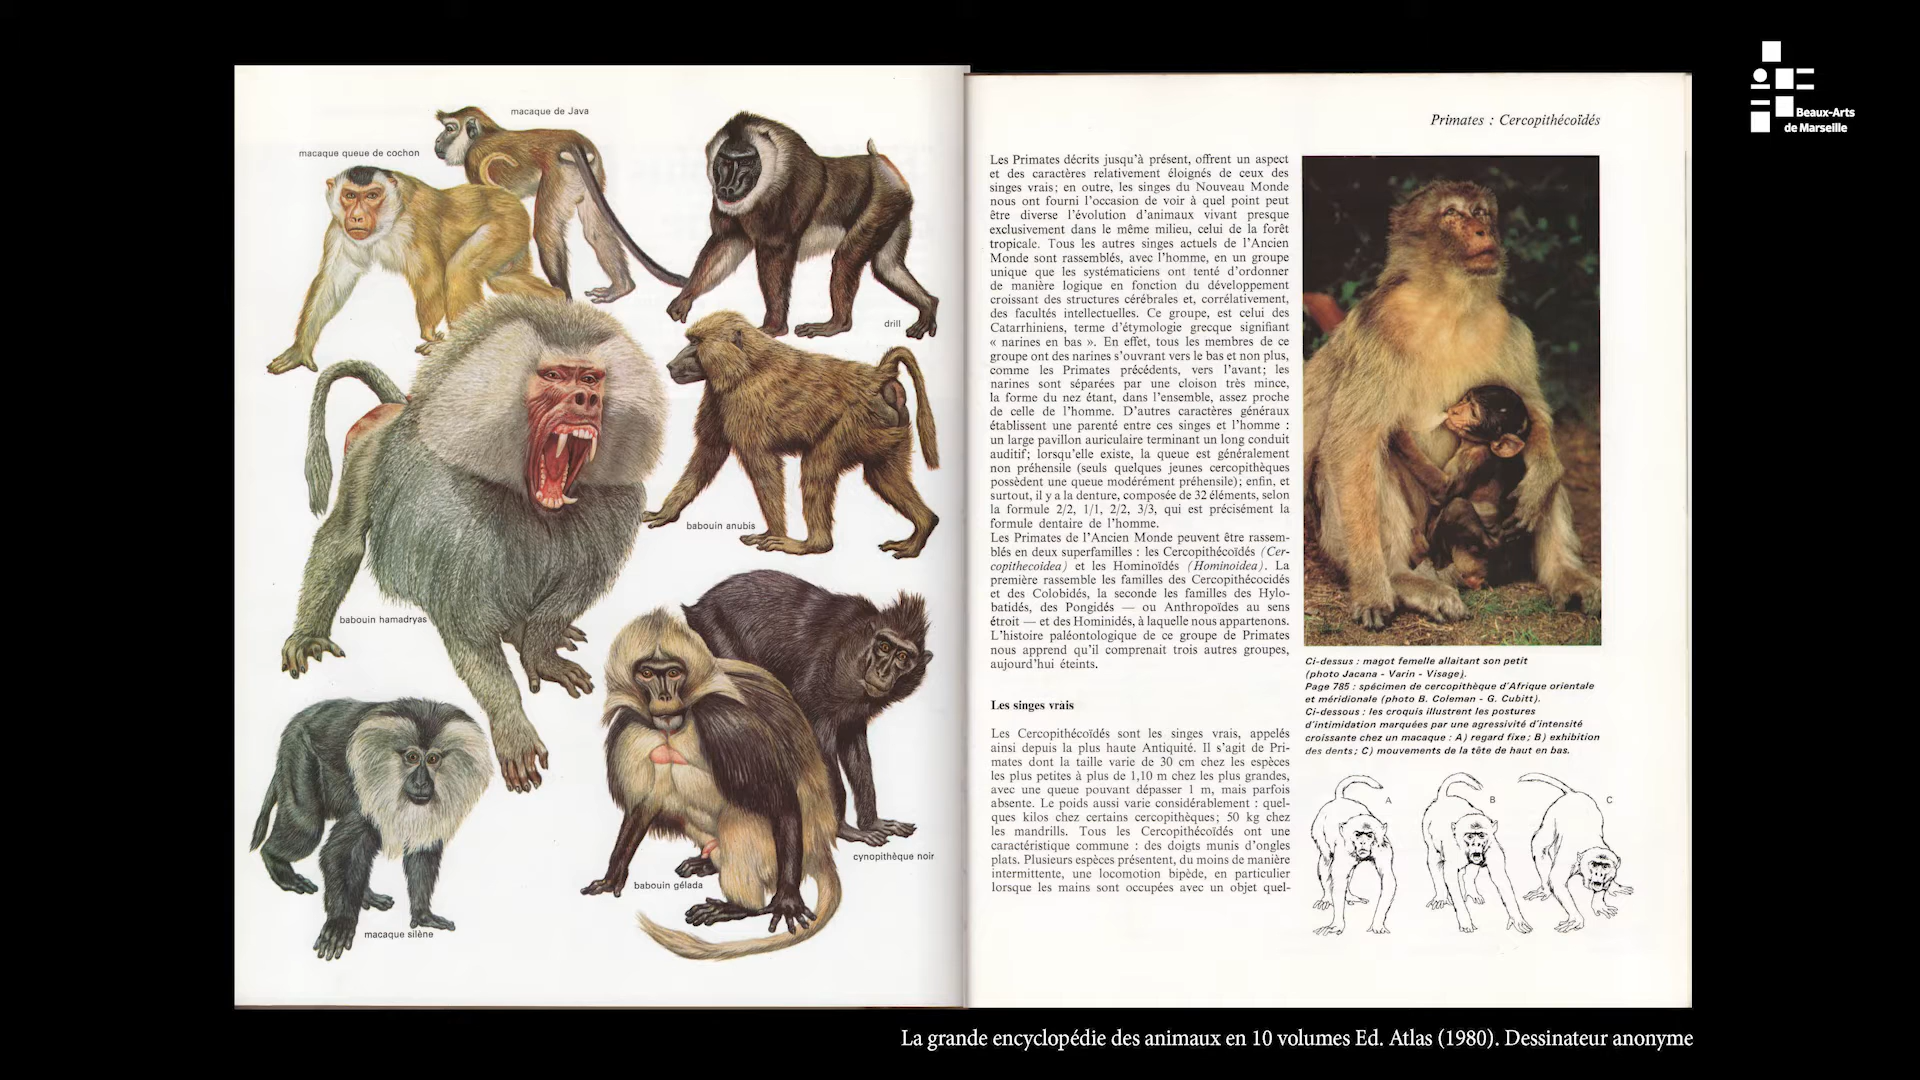 macaque de Java
macaque queue de cochon
drill
babouin anubis
babouin hamadryas
cynopithèque noir
babouin gélada
macaque silène
Primates : Cercopithécoïdés
Les Primates décrits jusqu'à présent, offrent un aspect
et des caractères relativement éloignés de ceux des
singes vrais; en outre, les singes du Nouveau Monde
nous ont fourni l'occasion de voir à quel point peut
être diverse l'évolution d'animaux vivant presque
exclusivement dans le même milieu, celui de la forêt
tropicale. Tous les autres singes actuels de l'Ancien
Monde sont rassemblés, avec l'homme, en un groupe
unique que les systématiciens ont tenté d'ordonner
de manière logique en fonction du développement
croissant des structures cérébrales et, corrélativement,
des facultés intellectuelles. Ce groupe, est celui des
Catarrhiniens, terme d'étymologie grecque signifiant
« narines en bas ». En effet, tous les membres de ce
groupe ont des narines s'ouvrant vers le bas et non plus,
comme les Primates précédents, vers l'avant; les
narines sont séparées par une cloison très mince,
la forme du nez étant, dans l'ensemble, assez proche
de celle de l'homme. D'autres caractères généraux
établissent une parenté entre ces singes et l'homme :
un large pavillon auriculaire terminant un long conduit
auditif; lorsqu'elle existe, la queue est généralement
non préhensile (seuls quelques jeunes cercopithèques
possèdent une queue modérément préhensile); enfin, et
surtout, il y a la denture, composée de 32 éléments, selon
la formule 2/2, 1/1, 2/2, 3/3, qui est précisément la
formule dentaire de l'homme.
Les Primates de l'Ancien Monde peuvent être rassem-
blés en deux superfamilles : les Cercopithécoïdés (Cer-
copithecoidea) et les Hominoïdés (Hominoidea). La
première rassemble les familles des Cercopithécocidés
et des Colobidés, la seconde les familles des Hylo-
batidés, des Pongidés — ou Anthropoïdes au sens
étroit — et des Hominidés, à laquelle nous appartenons.
L'histoire paléontologique de ce groupe de Primates
nous apprend qu'il comprenait trois autres groupes,
aujourd'hui éteints.
Les singes vrais
Les Cercopithécoïdés sont les singes vrais, appelés
ainsi depuis la plus haute Antiquité. Il s'agit de Pri-
mates dont la taille varie de 30 cm chez les espèces
les plus petites à plus de 1,10 m chez les plus grandes,
avec une queue pouvant dépasser 1 m, mais parfois
absente. Le poids aussi varie considérablement : quel-
ques kilos chez certains cercopithèques; 50 kg chez
les mandrills. Tous les Cercopithécoïdés ont une
caractéristique commune : des doigts munis d'ongles
plats. Plusieurs espèces présentent, du moins de manière
intermittente, une locomotion bipède, en particulier
lorsque les mains sont occupées avec un objet quel-
Ci-dessus : magot femelle allaitant son petit
(photo Jacana - Varin - Visage).
Page 785 : spécimen de cercopithèque d'Afrique orientale
et méridionale (photo B. Coleman - G. Cubitt).
Ci-dessous : les croquis illustrent les postures
d'intimidation marquées par une agressivité d'intensité
croissante chez un macaque : A) regard fixe; B) exhibition
des dents; C) mouvements de la tête de haut en bas.
A
B
C
Beaux-Arts
de Marseille
La grande encyclopédie des animaux en 10 volumes Ed. Atlas (1980). Dessinateur anonyme